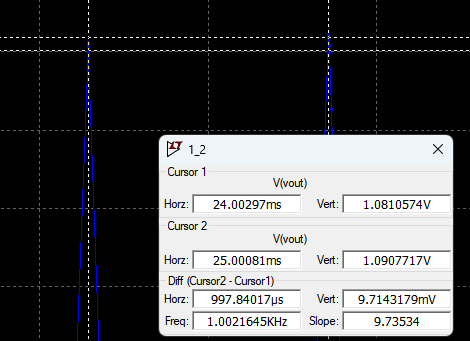 1_2
Cursor 1
V(vout)
Horz: 24.00297ms Vert: 1.0810574V
Cursor 2
V(vout)
Horz: 25.00081ms Vert: 1.0907717V
Diff (Cursor2 - Cursor1)
Horz: 997.84017µs Vert: 9.7143179mV
Freq: 1.0021645KHz Slope: 9.73534